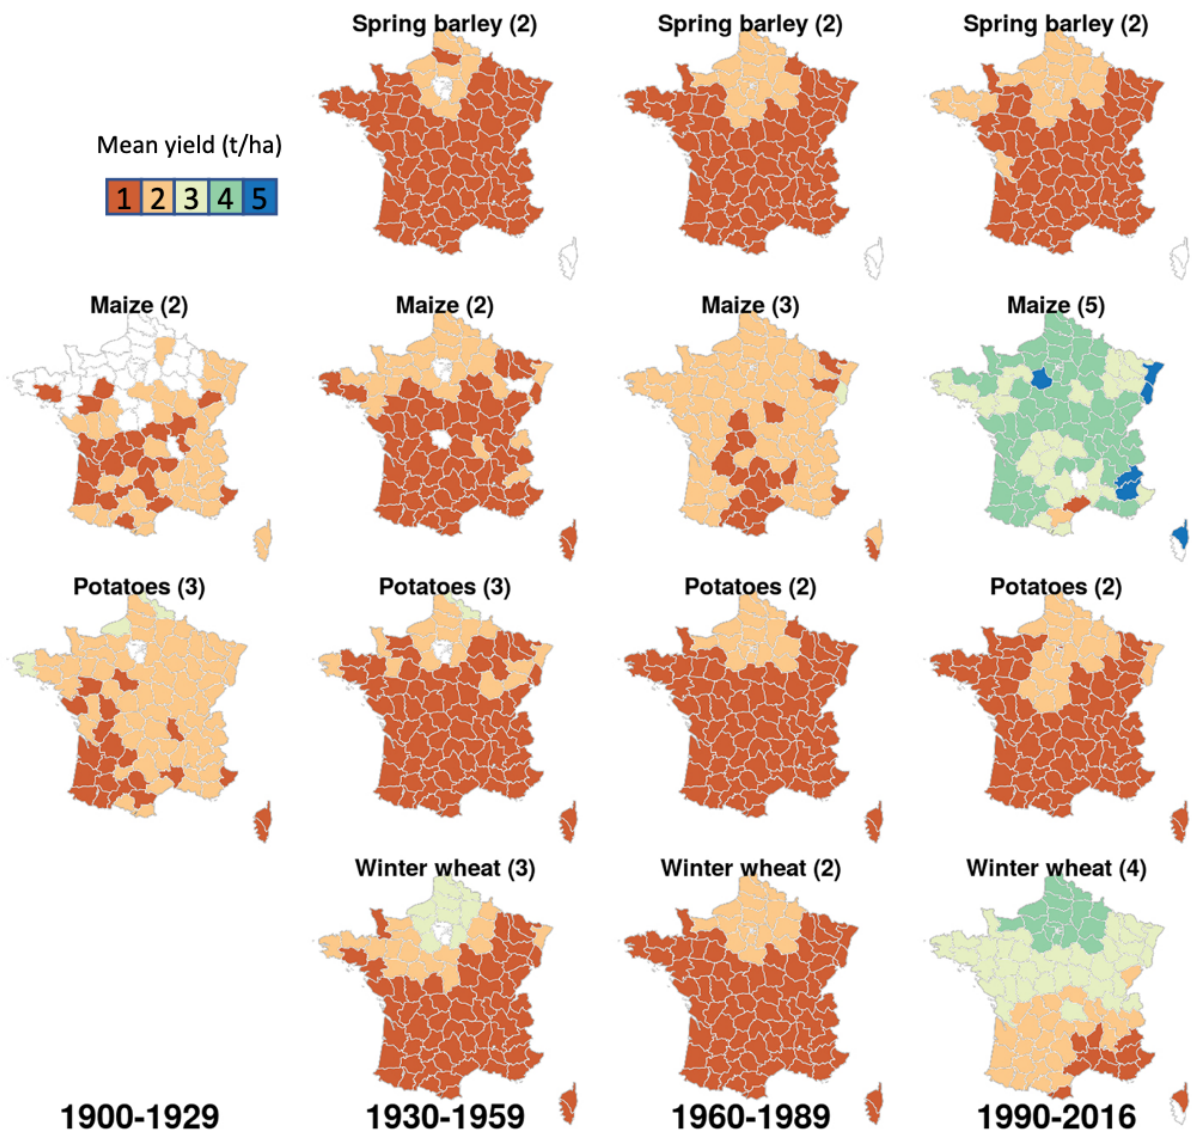 Spring barley (2) Spring barley (2) Spring barley (2)
Mean yield (t/ha)
1 2 3 4 5
Maize (2) Maize (2) Maize (3) Maize (5)
Potatoes (3) Potatoes (3) Potatoes (2) Potatoes (2)
Winter wheat (3) Winter wheat (2) Winter wheat (4)
1900-1929 1930-1959 1960-1989 1990-2016